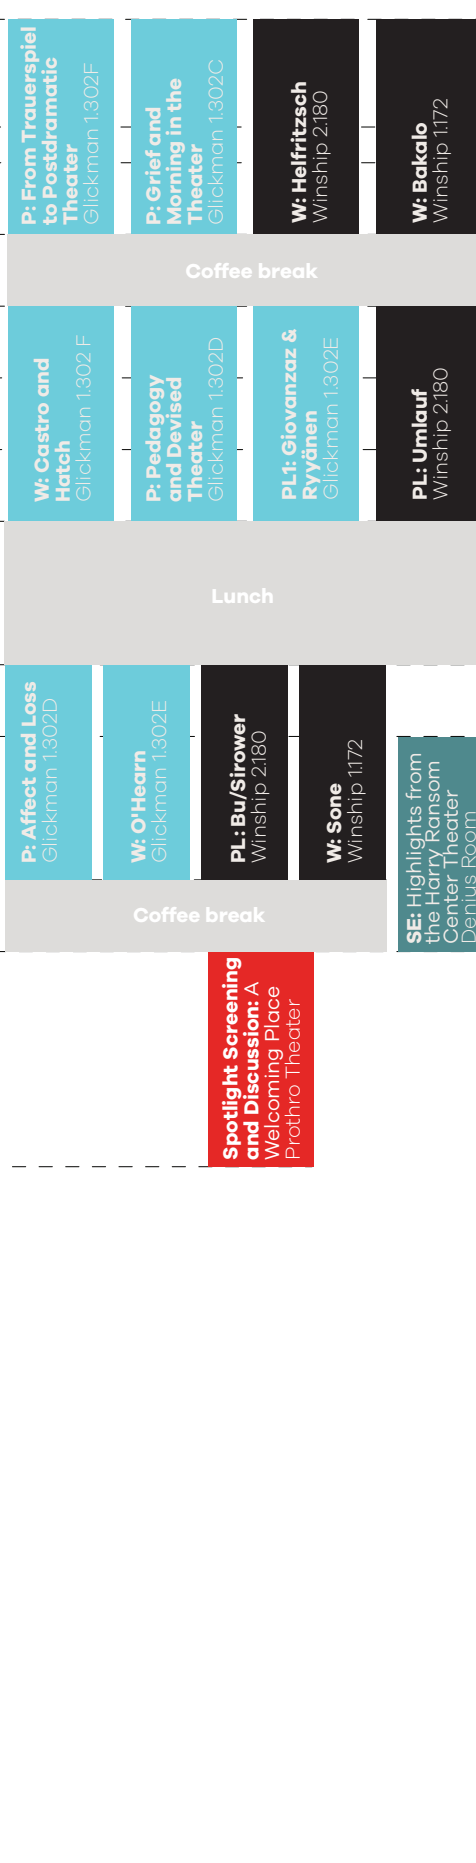 P: From Trauerspiel
to Postdramatic
Theater
Glickman 1.302F
P: Grief and
Morning in the
Theater
Glickman 1.302C
W: Helfritzsch
Winship 2.180
W: Bakalo
Winship 1.172
Coffee break
W: Castro and
Hatch
Glickman 1.302 F
P: Pedagogy
and Devised
Theater
Glickman 1.302D
PL1: Giovanzaz &
Ryyänen
Glickman 1.302E
PL: Umlauf
Winship 2.180
Lunch
P: Affect and Loss
Glickman 1.302D
W: O'Hearn
Glickman 1.302E
PL: Bu/Sirower
Winship 2.180
W: Sone
Winship 1.172
SE: Highlights from
the Harry Ransom
Center Theater
Denius Room
Coffee break
Spotlight Screening
and Discussion: A
Welcoming Place
Prothro Theater